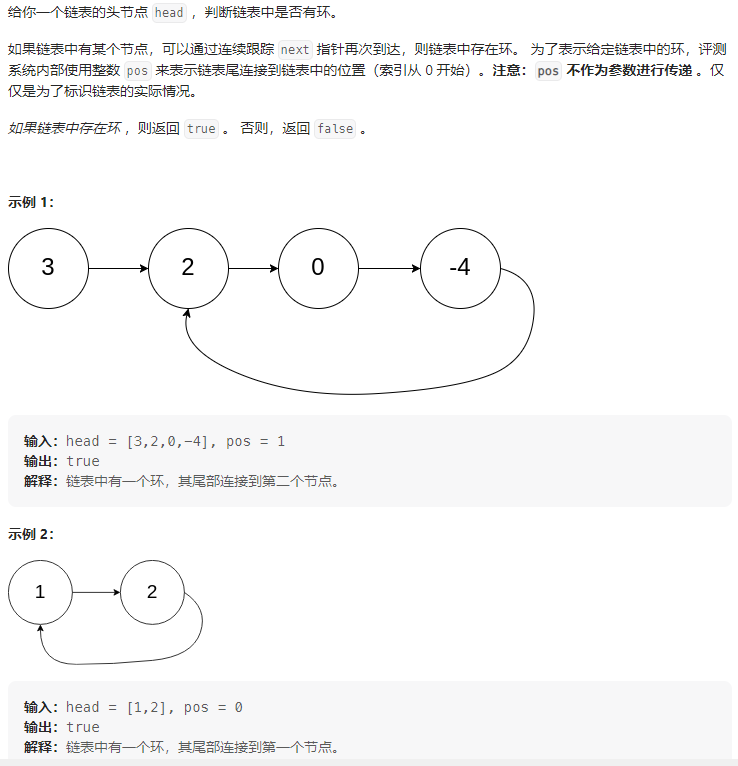 给你一个链表的头节点 head ，判断链表中是否有环。
如果链表中有某个节点，可以通过连续跟踪 next 指针再次到达，则链表中存在环。 为了表示给定链表中的环，评测
系统内部使用整数 pos 来表示链表尾连接到链表中的位置（索引从 0 开始）。注意：pos 不作为参数进行传递 。仅
仅是为了标识链表的实际情况。
如果链表中存在环 ，则返回 true 。 否则，返回 false 。
示例 1：
3 2 0 -4
输入：head = [3,2,0,-4], pos = 1
输出：true
解释：链表中有一个环，其尾部连接到第二个节点。
示例 2：
1 2
输入：head = [1,2], pos = 0
输出：true
解释：链表中有一个环，其尾部连接到第一个节点。